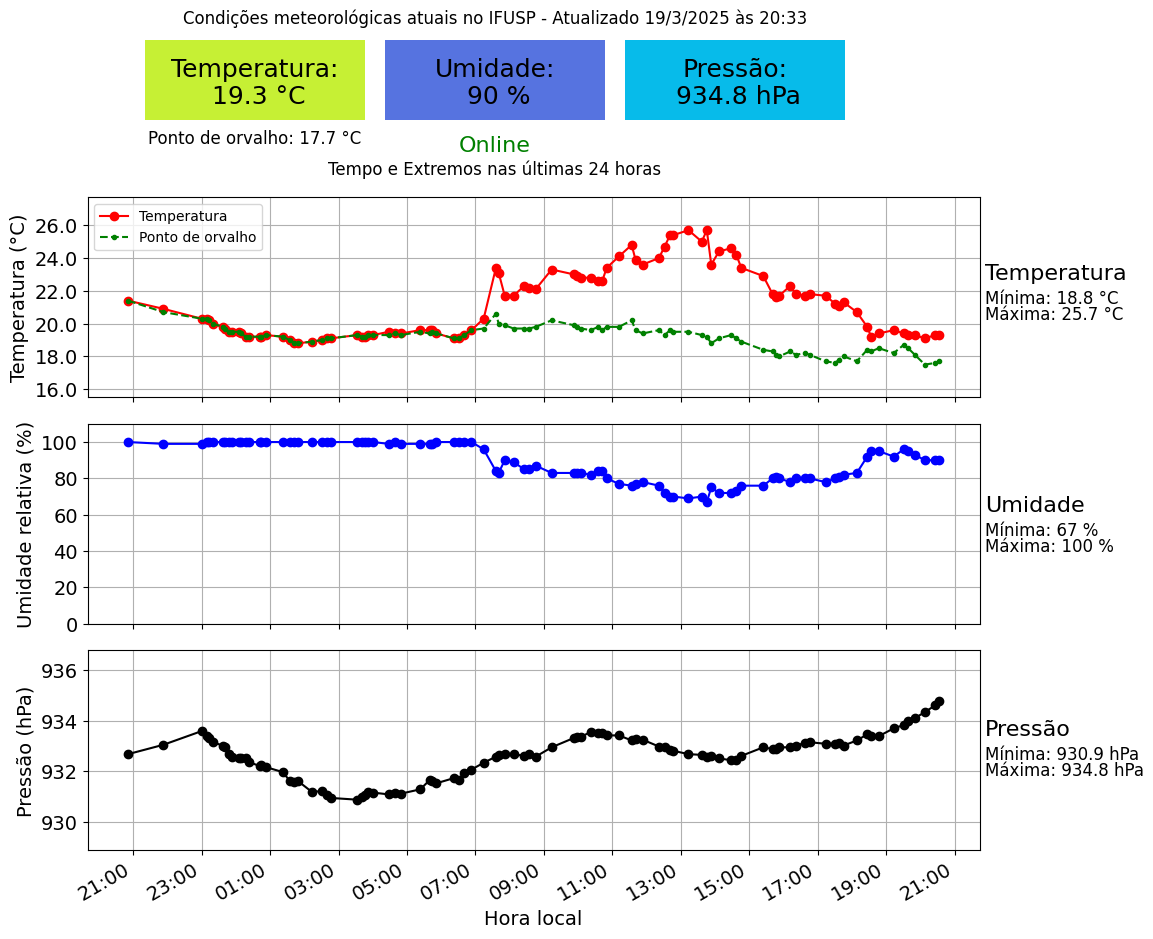 Condições meteorológicas atuais no IFUSP - Atualizado 19/3/2025 às 20:33
Temperatura:
19.3 °C
Umidade:
90 %
Pressão:
934.8 hPa
Ponto de orvalho: 17.7 °C
Online
Tempo e Extremos nas últimas 24 horas
Temperatura (°C)
26.0
24.0
22.0
20.0
18.0
16.0
Temperatura
Ponto de orvalho
Temperatura
Mínima: 18.8 °C
Máxima: 25.7 °C
Umidade relativa (%)
100
80
60
40
20
0
Umidade
Mínima: 67 %
Máxima: 100 %
Pressão (hPa)
936
934
932
930
Pressão
Mínima: 930.9 hPa
Máxima: 934.8 hPa
21:00 23:00 01:00 03:00 05:00 07:00 09:00 11:00 13:00 15:00 17:00 19:00 21:00
Hora local